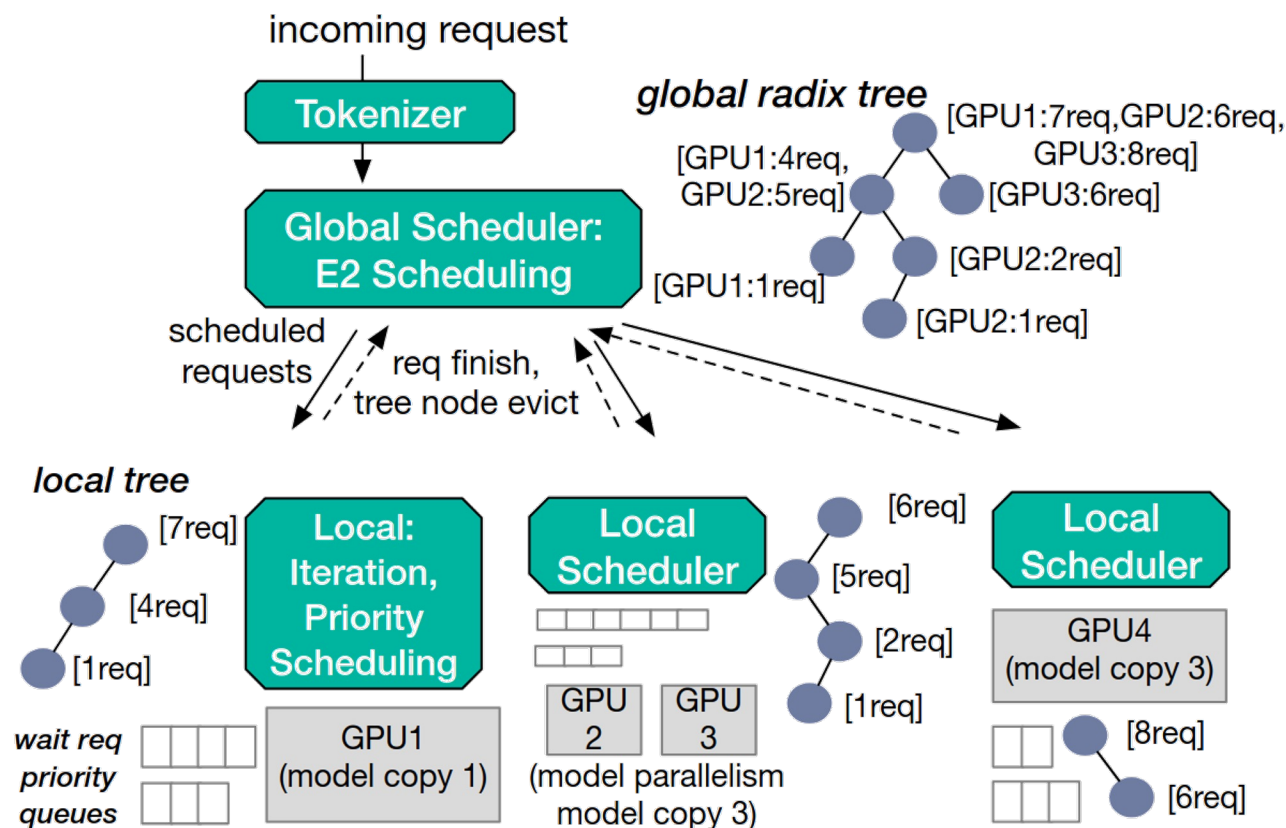 incoming request
Tokenizer
Global Scheduler:
E2 Scheduling
global radix tree
[GPU1:7req,GPU2:6req,
GPU3:8req]
[GPU1:4req,
GPU2:5req]
[GPU3:6req]
[GPU1:1req]
[GPU2:2req]
[GPU2:1req]
scheduled
requests
req finish,
tree node evict
local tree
[7req]
[4req]
[1req]
Local:
Iteration,
Priority
Scheduling
wait req
priority
queues
GPU1
(model copy 1)
Local
Scheduler
GPU
2
GPU
3
(model parallelism
model copy 3)
[6req]
[5req]
[2req]
[1req]
Local
Scheduler
GPU4
(model copy 3)
[8req]
[6req]